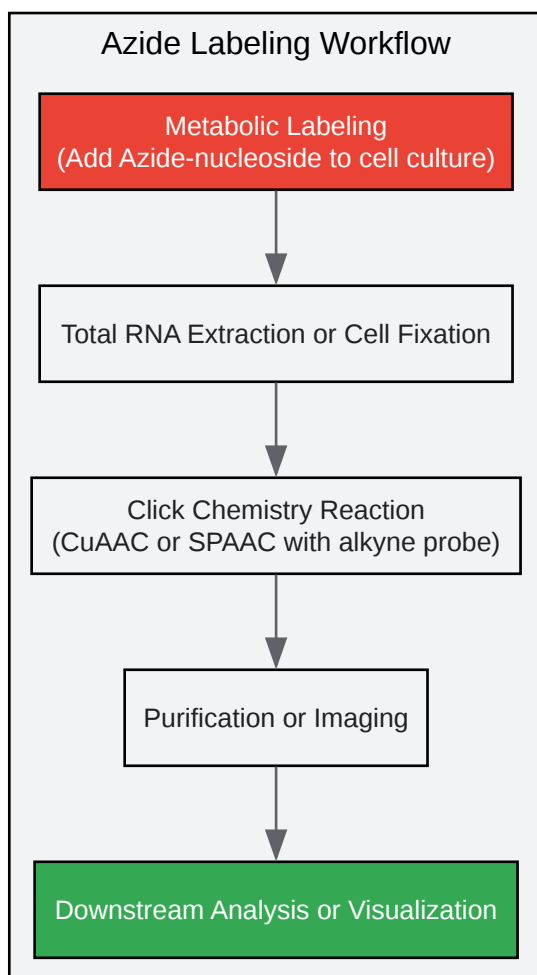 Azide Labeling Workflow
Metabolic Labeling
(Add Azide-nucleoside to cell culture)
Total RNA Extraction or Cell Fixation
Click Chemistry Reaction
(CuAAC or SPAAC with alkyne probe)
Purification or Imaging
Downstream Analysis or Visualization